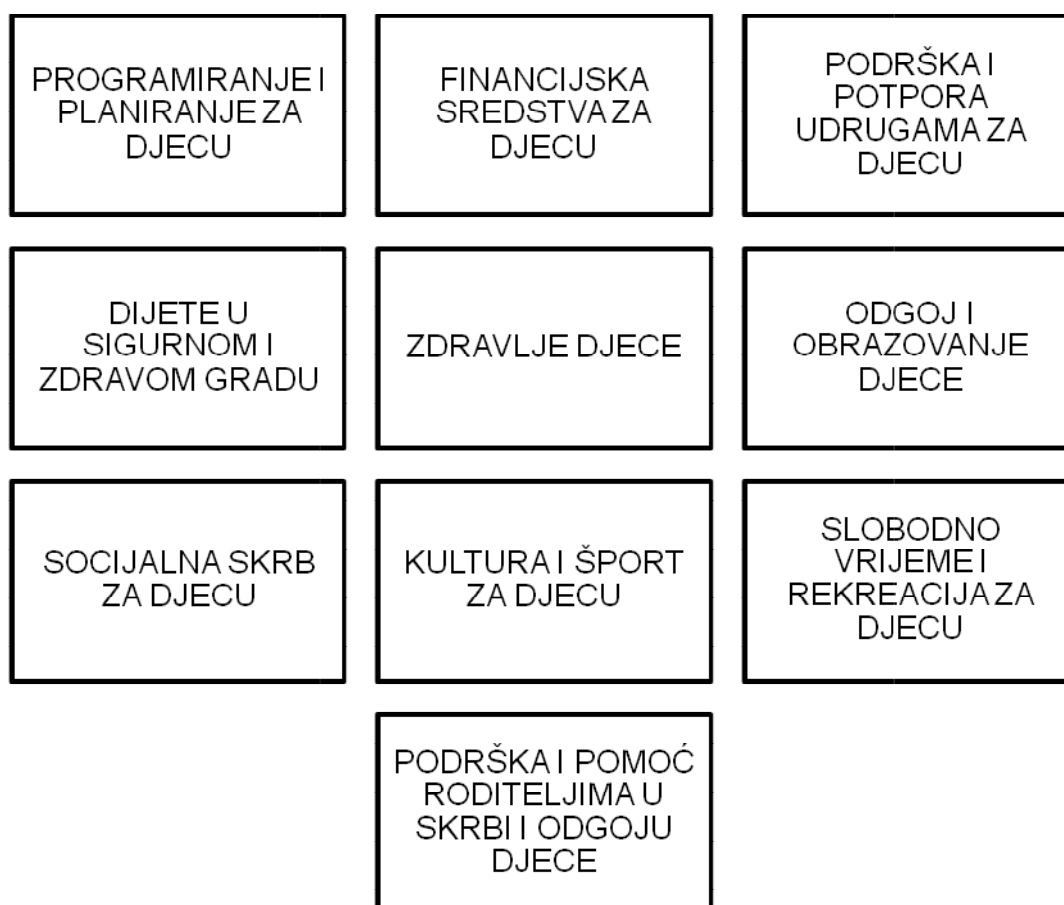 PROGRAMIRANJE I
PLANIRANJE ZA
DJECU
FINANCIJSKA
SREDSTVA ZA
DJECU
PODRŠKA I
POTPORA
UDRUGAMA ZA
DJECU
DIJETE U
SIGURNOM I
ZDRAVOM GRADU
ZDRAVLJE DJECE
ODGOJ I
OBRAZOVANJE
DJECE
SOCIJALNA SKRB
ZA DJECU
KULTURA I ŠPORT
ZA DJECU
SLOBODNO
VRIJEME I
REKREACIJA ZA
DJECU
PODRŠKA I POMOĆ
RODITELJIMA U
SKRBI I ODGOJU
DJECE